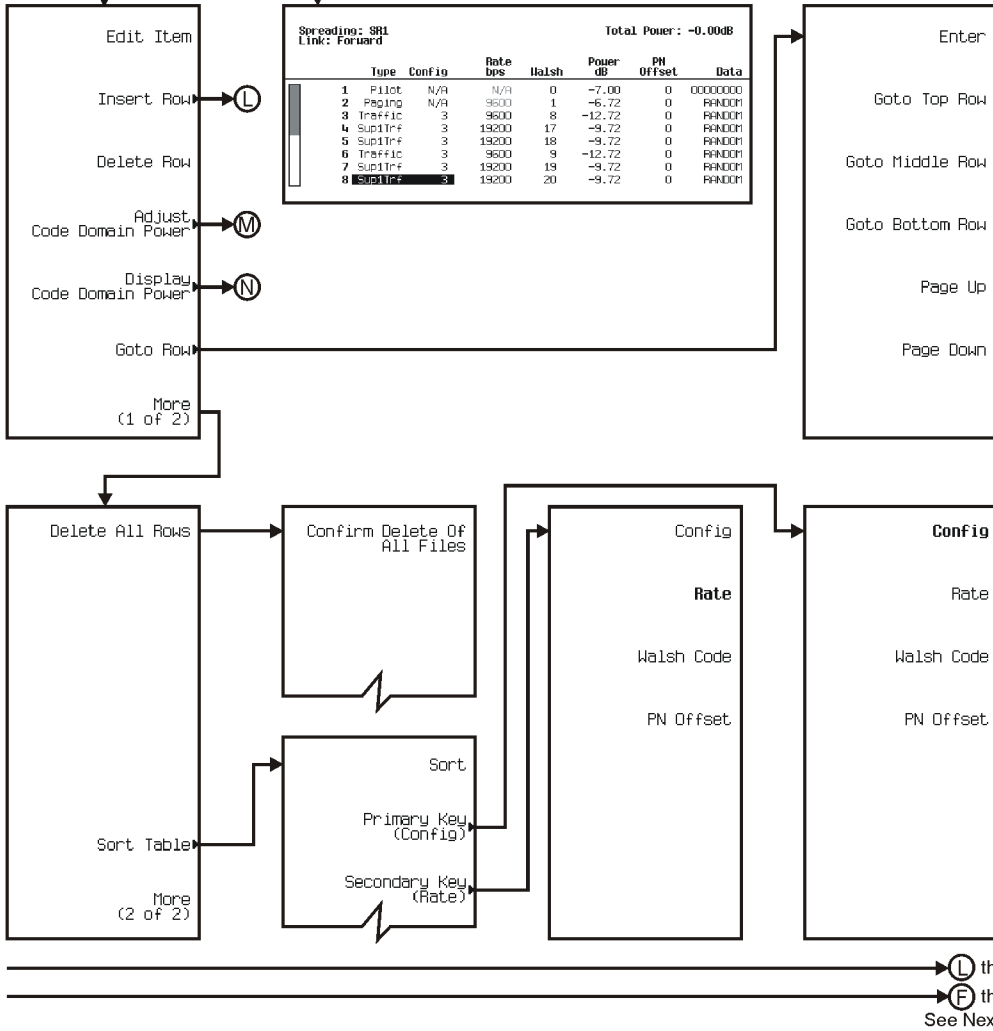 Edit Item
Insert Row
L
Delete Row
Adjust
Code Domain Power
M
Display
Code Domain Power
N
Goto Row
More
(1 of 2)
Spreading: SR1 Total Power: -0.00dB
Link: Forward
Rate Power PN
Type Config bps Walsh dB Offset Data
1 Pilot N/A N/A 0 -7.00 0 00000000
2 Paging N/A 9600 1 -6.72 0 RANDOM
3 Traffic 3 9600 8 -12.72 0 RANDOM
4 Sup1Trf 3 19200 17 -9.72 0 RANDOM
5 Sup1Trf 3 19200 18 -9.72 0 RANDOM
6 Traffic 3 9600 9 -12.72 0 RANDOM
7 Sup1Trf 3 19200 19 -9.72 0 RANDOM
8 Sup1Trf 3 19200 20 -9.72 0 RANDOM
Enter
Goto Top Row
Goto Middle Row
Goto Bottom Row
Page Up
Page Down
Delete All Rows
Sort Table
More
(2 of 2)
Confirm Delete Of
All Files
Sort
Primary Key
(Config)
Secondary Key
(Rate)
Config
Rate
Walsh Code
PN Offset
Config
Rate
Walsh Code
PN Offset
L th
F th
See Nex